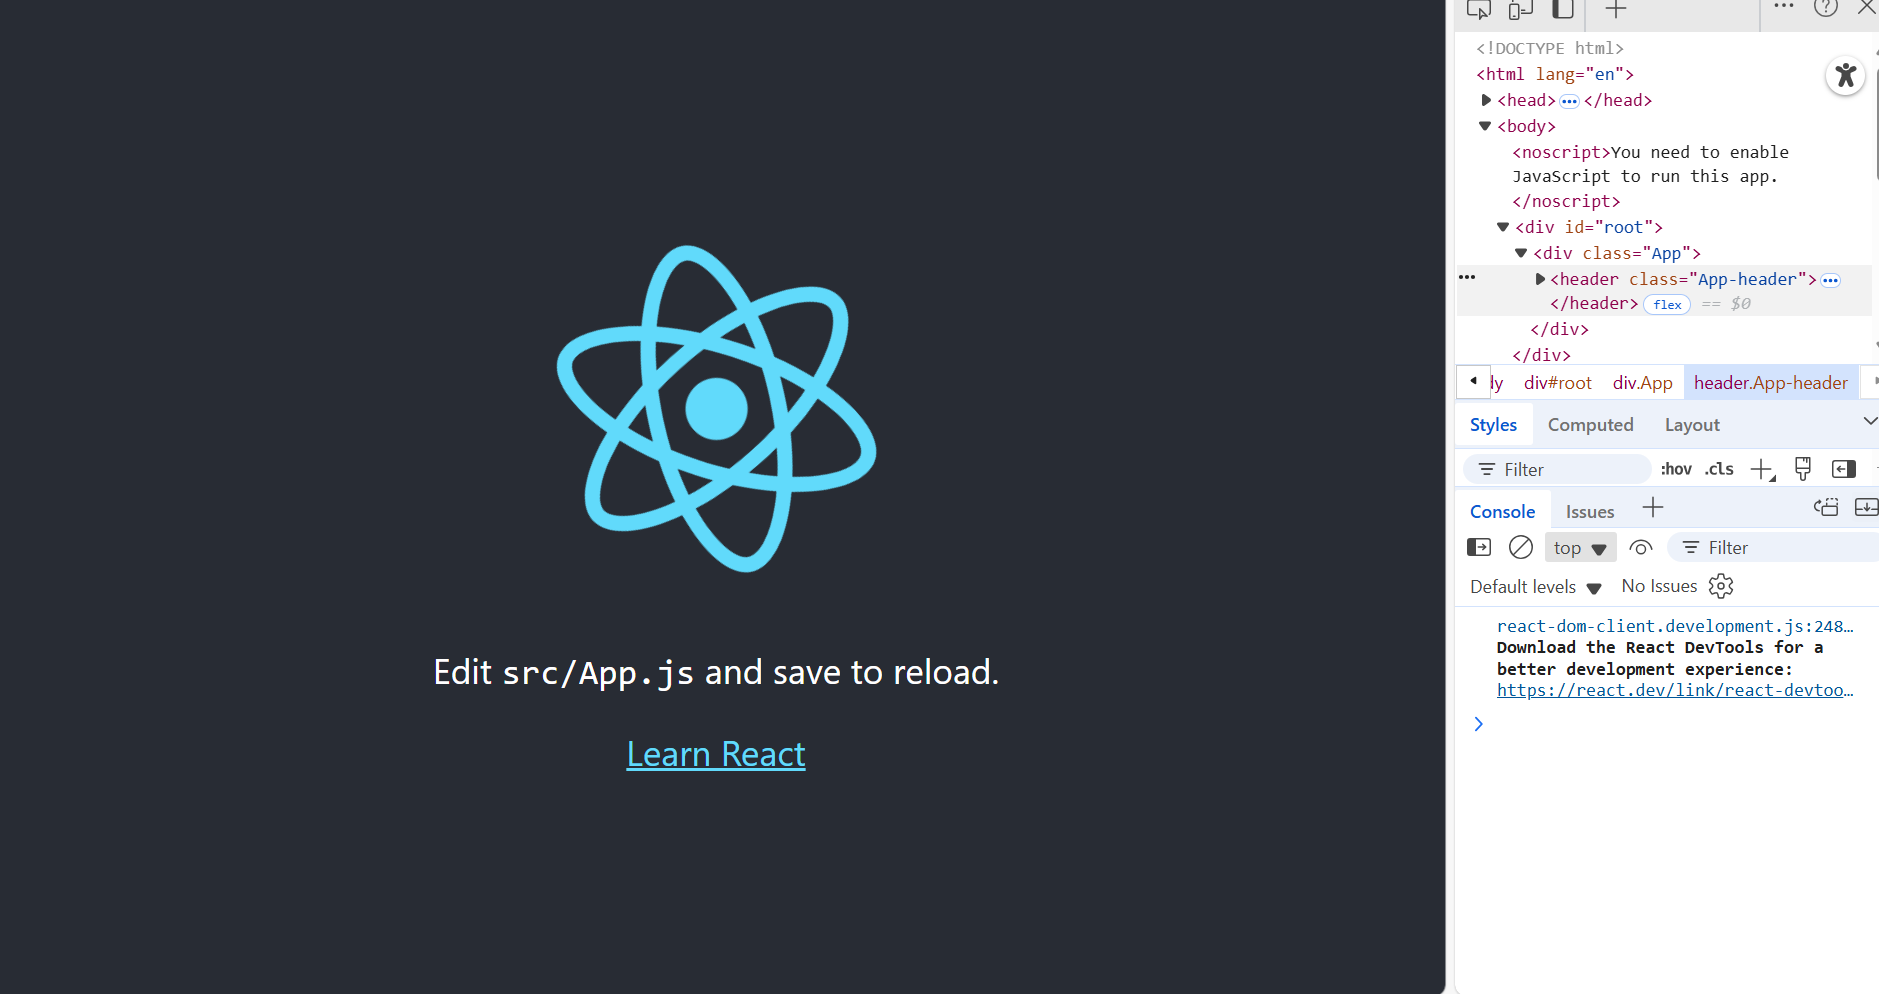 Edit src/App.js and save to reload.
Learn React
<!DOCTYPE html>
<html lang="en">
<head>
</head>
<body>
<noscript>You need to enable
JavaScript to run this app.
</noscript>
<div id="root">
<div class="App">
<header class="App-header">
</header> flex == $0
</div>
</div>
dy div#root div.App header.App-header
Styles Computed Layout
Filter :hov .cls
Console Issues
top Filter
Default levels No Issues
react-dom-client.development.js:248…
Download the React DevTools for a
better development experience:
https://react.dev/link/react-devtoo…